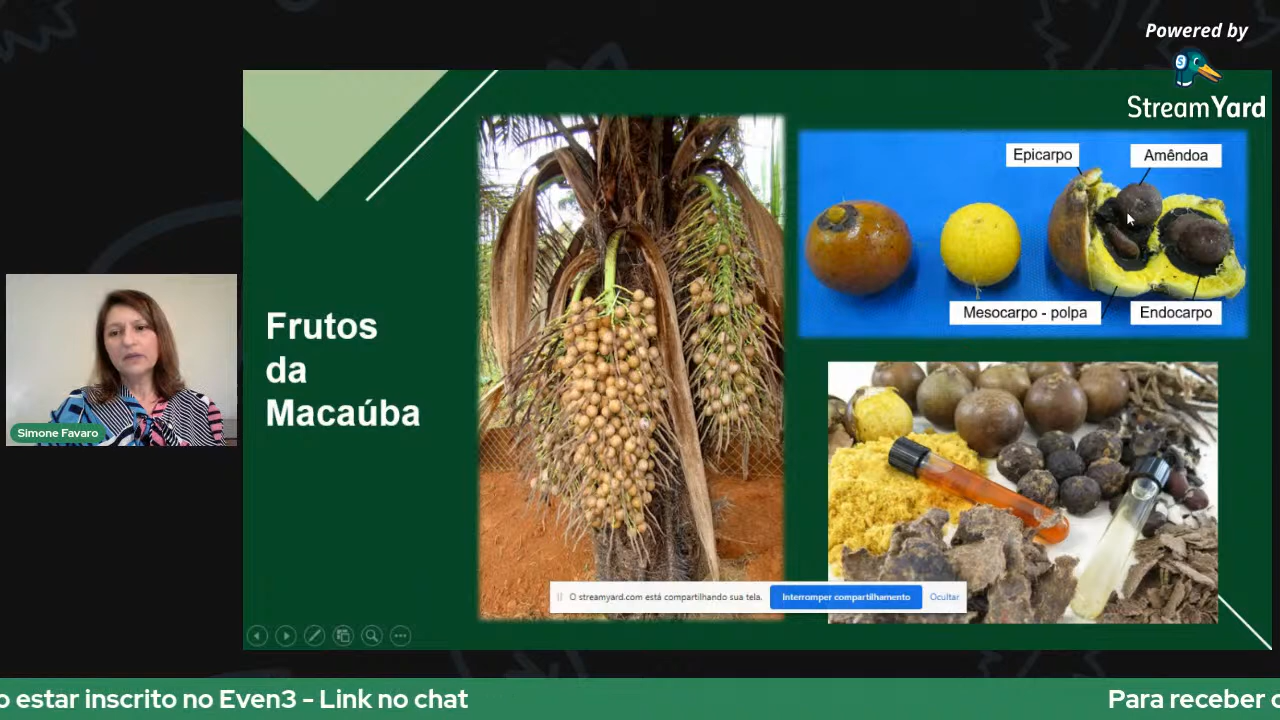 Powered by
StreamYard
Epicarpo
Amêndoa
Mesocarpo - polpa
Endocarpo
Frutos
da
Macaúba
Simone Favaro
O streamyard.com está compartilhando sua tela.
Interromper compartilhamento
Ocultar
o estar inscrito no Even3 - Link no chat
Para receber